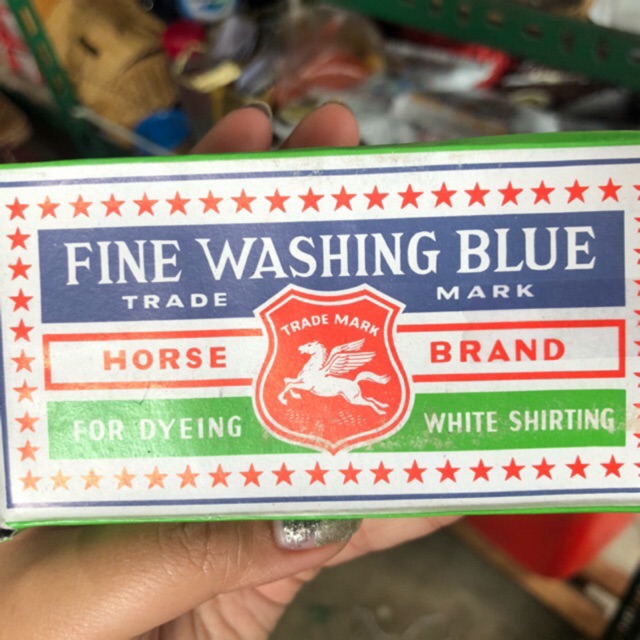 FINE WASHING BLUE
TRADE MARK
TRADE MARK
HORSE BRAND
FOR DYEING WHITE SHIRTING